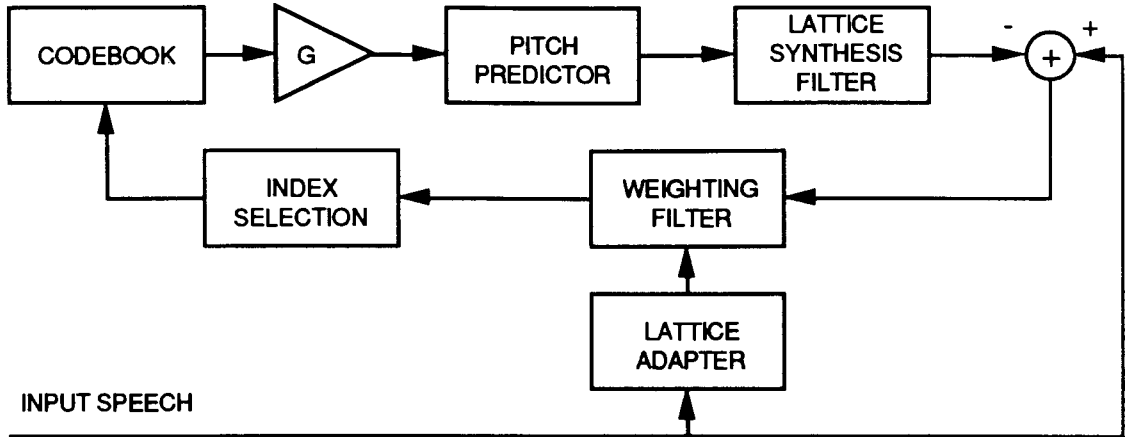 CODEBOOK
G
PITCH
PREDICTOR
LATTICE
SYNTHESIS
FILTER
- +
+
INDEX
SELECTION
WEIGHTING
FILTER
LATTICE
ADAPTER
INPUT SPEECH